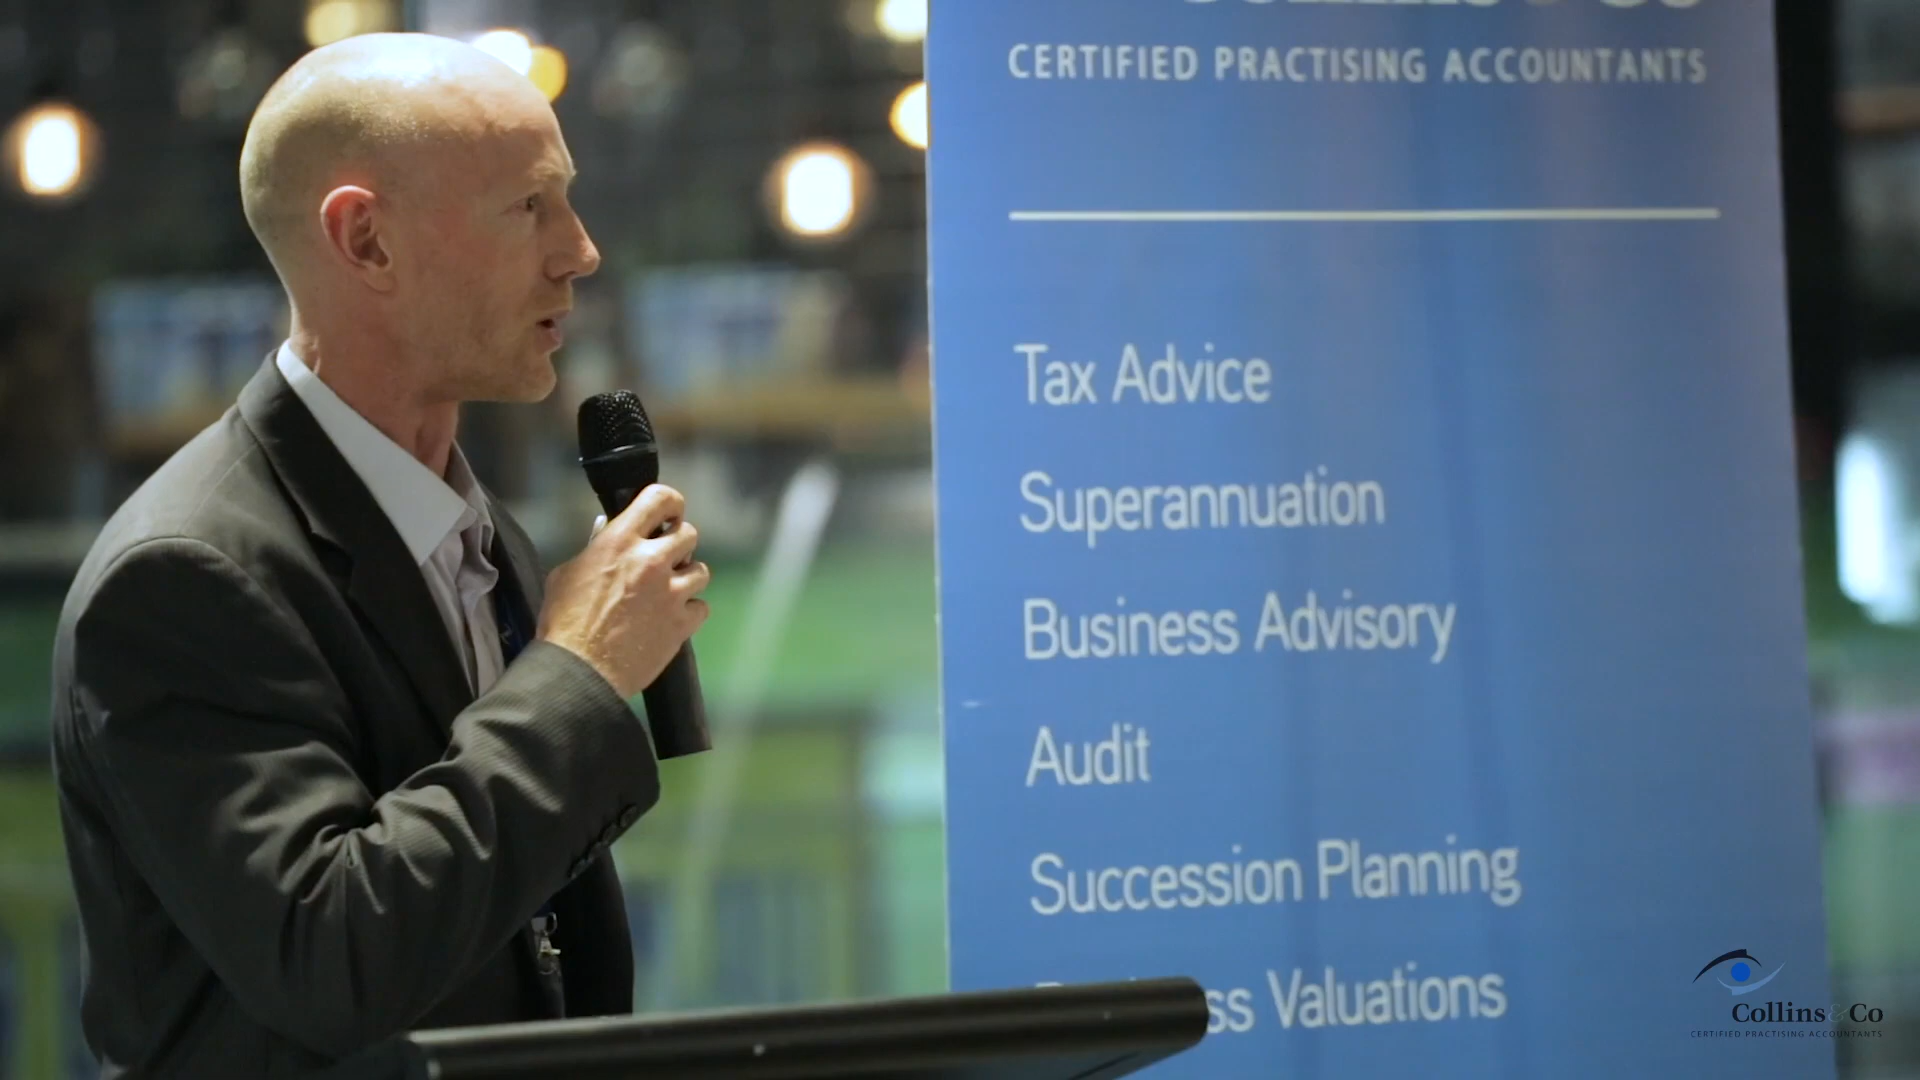 CERTIFIED PRACTISING ACCOUNTANTS
Tax Advice
Superannuation
Business Advisory
Audit
Succession Planning
Valuations
Collins & Co
CERTIFIED PRACTISING ACCOUNTANTS